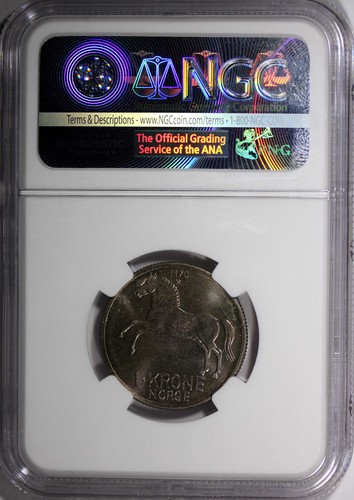 NGC
Terms & Descriptions - www.NGCcoin.com/terms • 1-800-NGC-
The Official Grading
Service of the ANA
1970
1 KRONE
NORGE